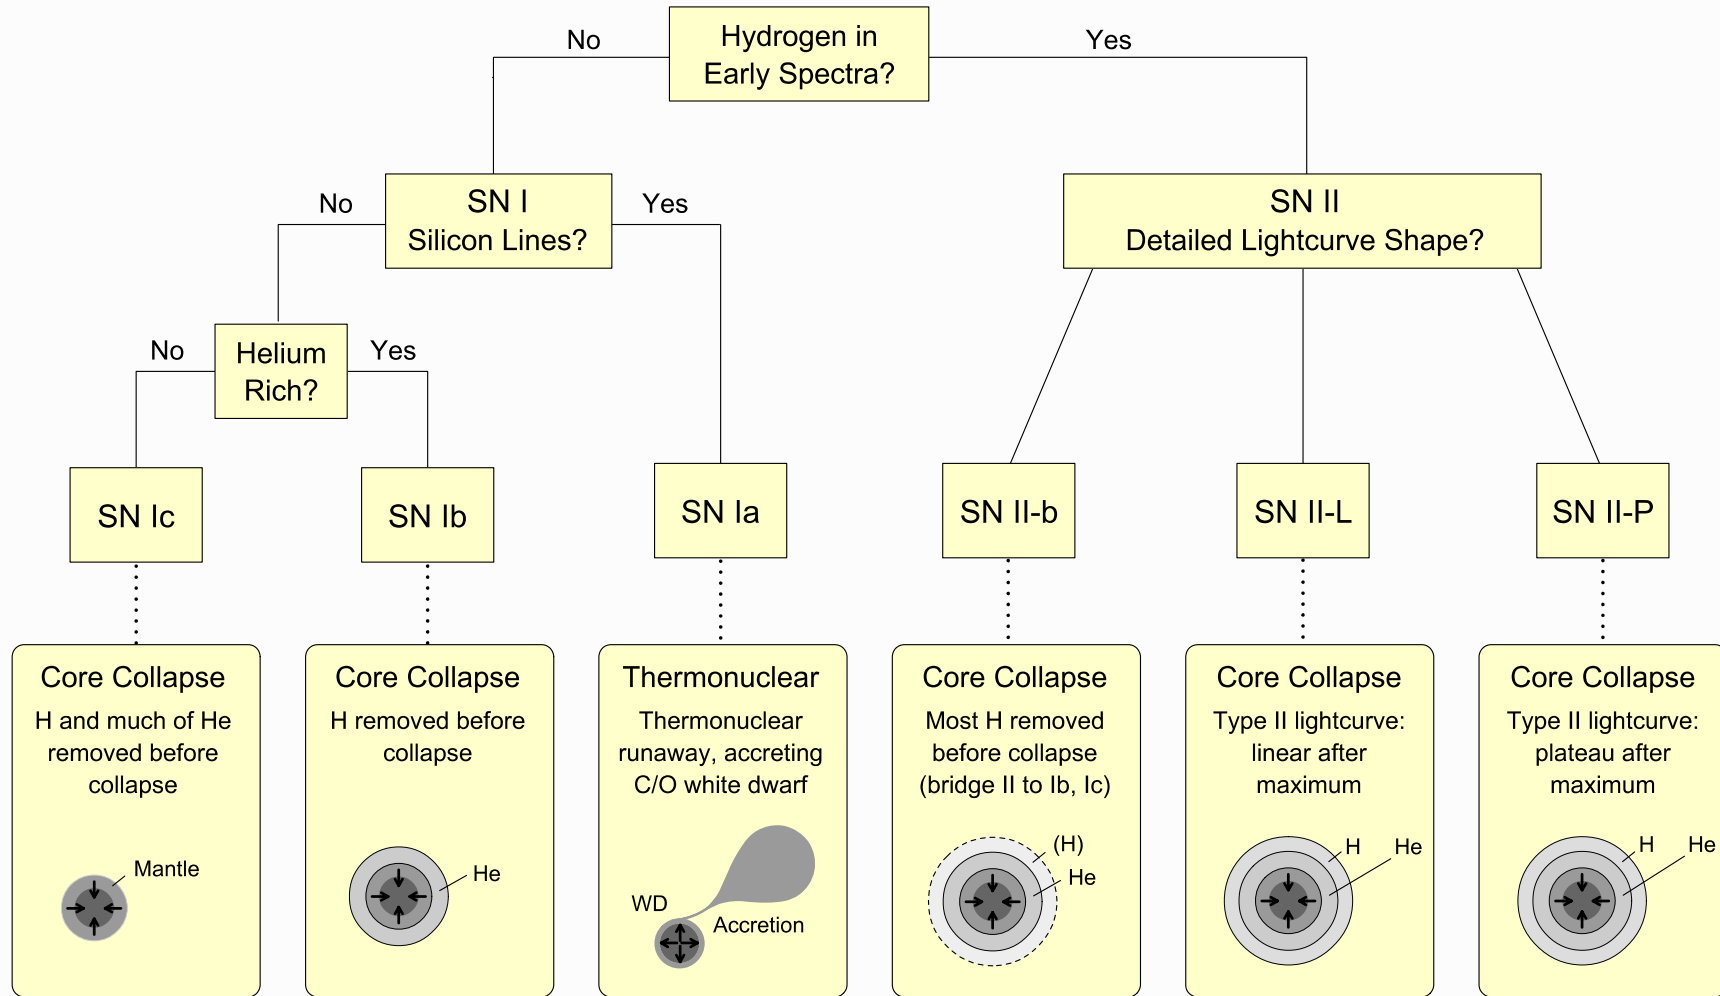 Hydrogen in
Early Spectra?
No
Yes
SN I
Silicon Lines?
No
Yes
SN II
Detailed Lightcurve Shape?
Helium
Rich?
No
Yes
SN Ic
SN Ib
SN Ia
SN II-b
SN II-L
SN II-P
Core Collapse
H and much of He
removed before
collapse
Mantle
Core Collapse
H removed before
collapse
He
Thermonuclear
Thermonuclear
runaway, accreting
C/O white dwarf
WD
Accretion
Core Collapse
Most H removed
before collapse
(bridge II to Ib, Ic)
(H)
He
Core Collapse
Type II lightcurve:
linear after
maximum
H
He
Core Collapse
Type II lightcurve:
plateau after
maximum
H
He